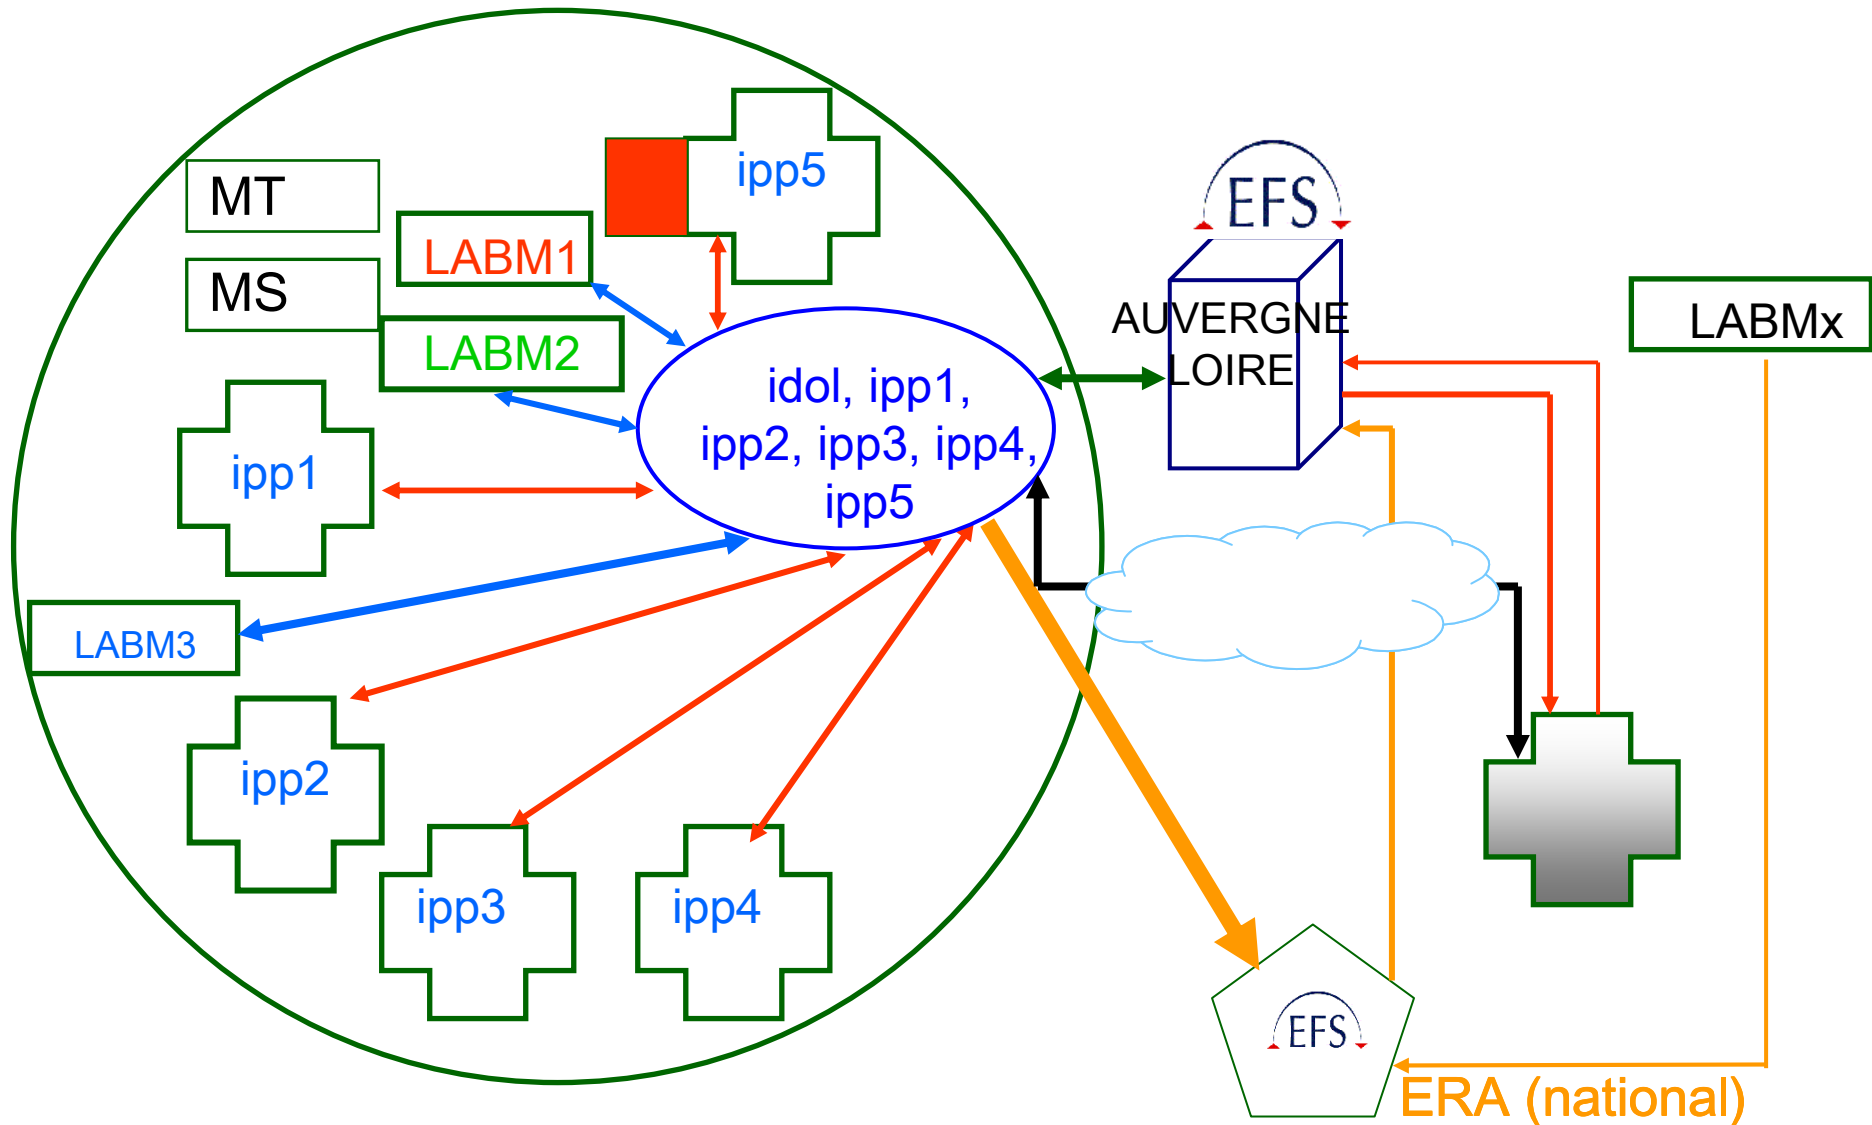 ipp5
MT
LABM1
EFS
MS
LABM2
AUVERGNE
LOIRE
LABMx
idol, ipp1,
ipp2, ipp3, ipp4,
ipp5
ipp1
LABM3
ipp2
ipp3
ipp4
EFS
ERA (national)